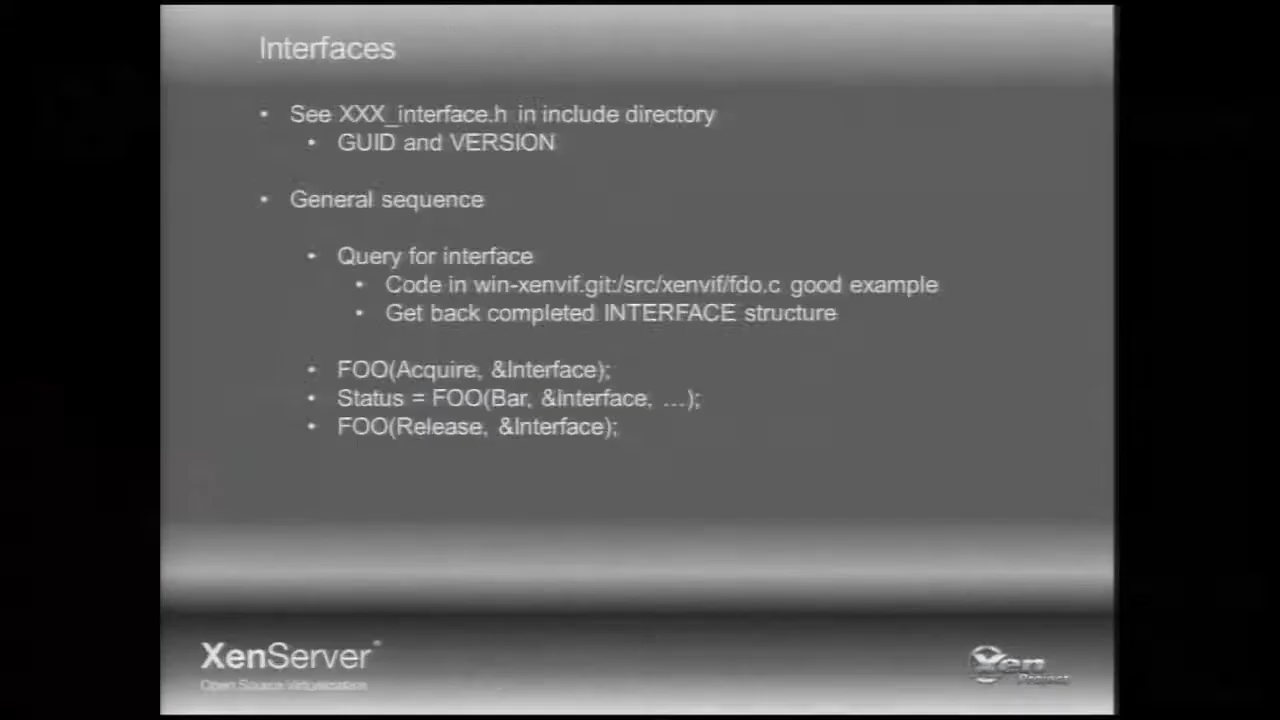 Interfaces
• See XXX_interface.h in include directory
• GUID and VERSION
• General sequence
• Query for interface
• Code in win-xenvif.git:/src/xenvif/fdo.c good example
• Get back completed INTERFACE structure
• FOO(Acquire, &Interface);
• Status = FOO(Bar, &Interface, …);
• FOO(Release, &Interface);
XenServer
Open Source Virtualization
Xen
Project